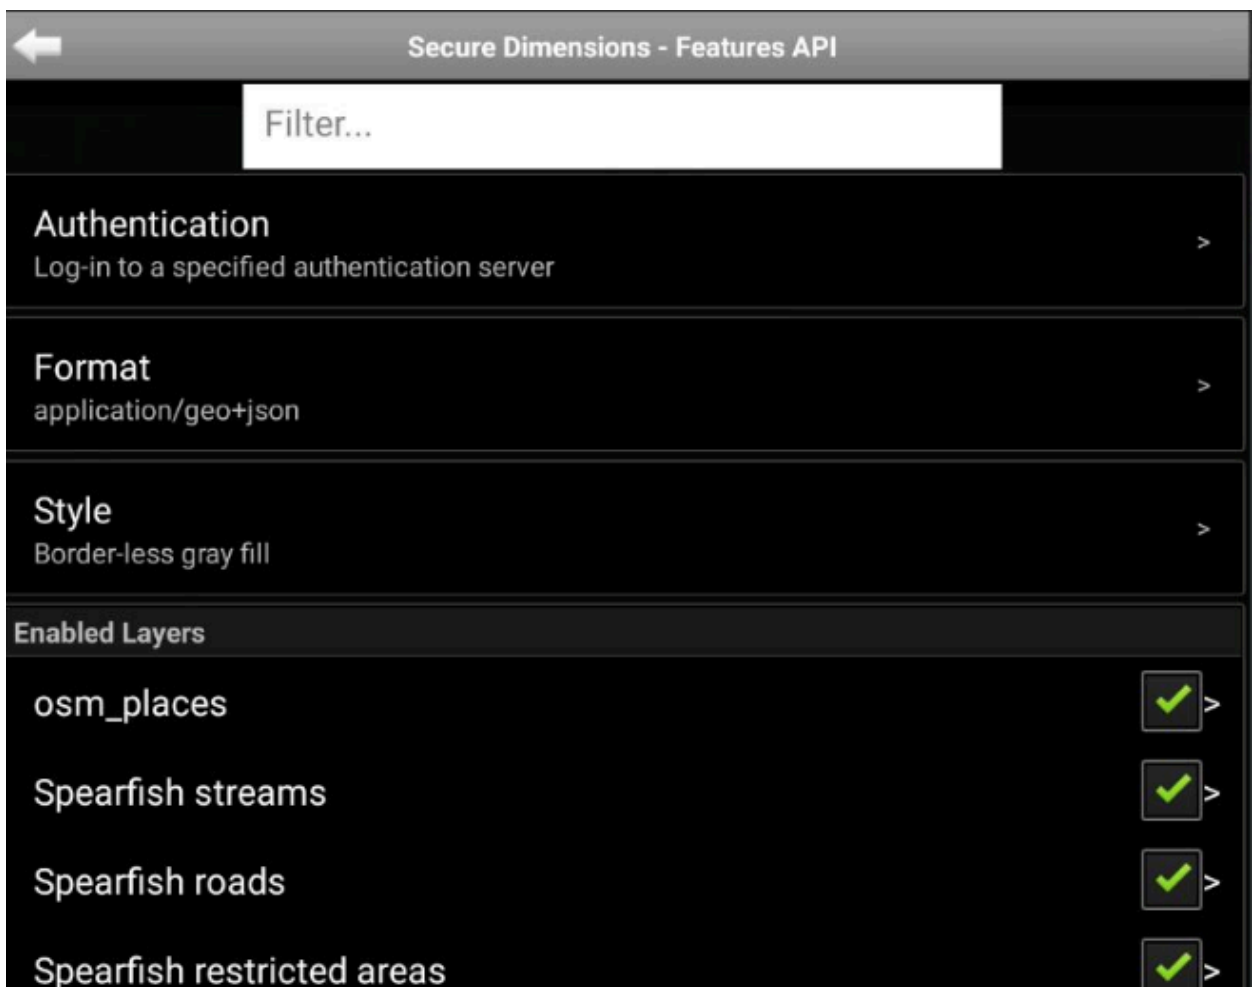 Secure Dimensions - Features API
Filter...
Authentication
Log-in to a specified authentication server
>
Format
application/geo+json
>
Style
Border-less gray fill
>
Enabled Layers
osm_places >
Spearfish streams >
Spearfish roads >
Spearfish restricted areas >